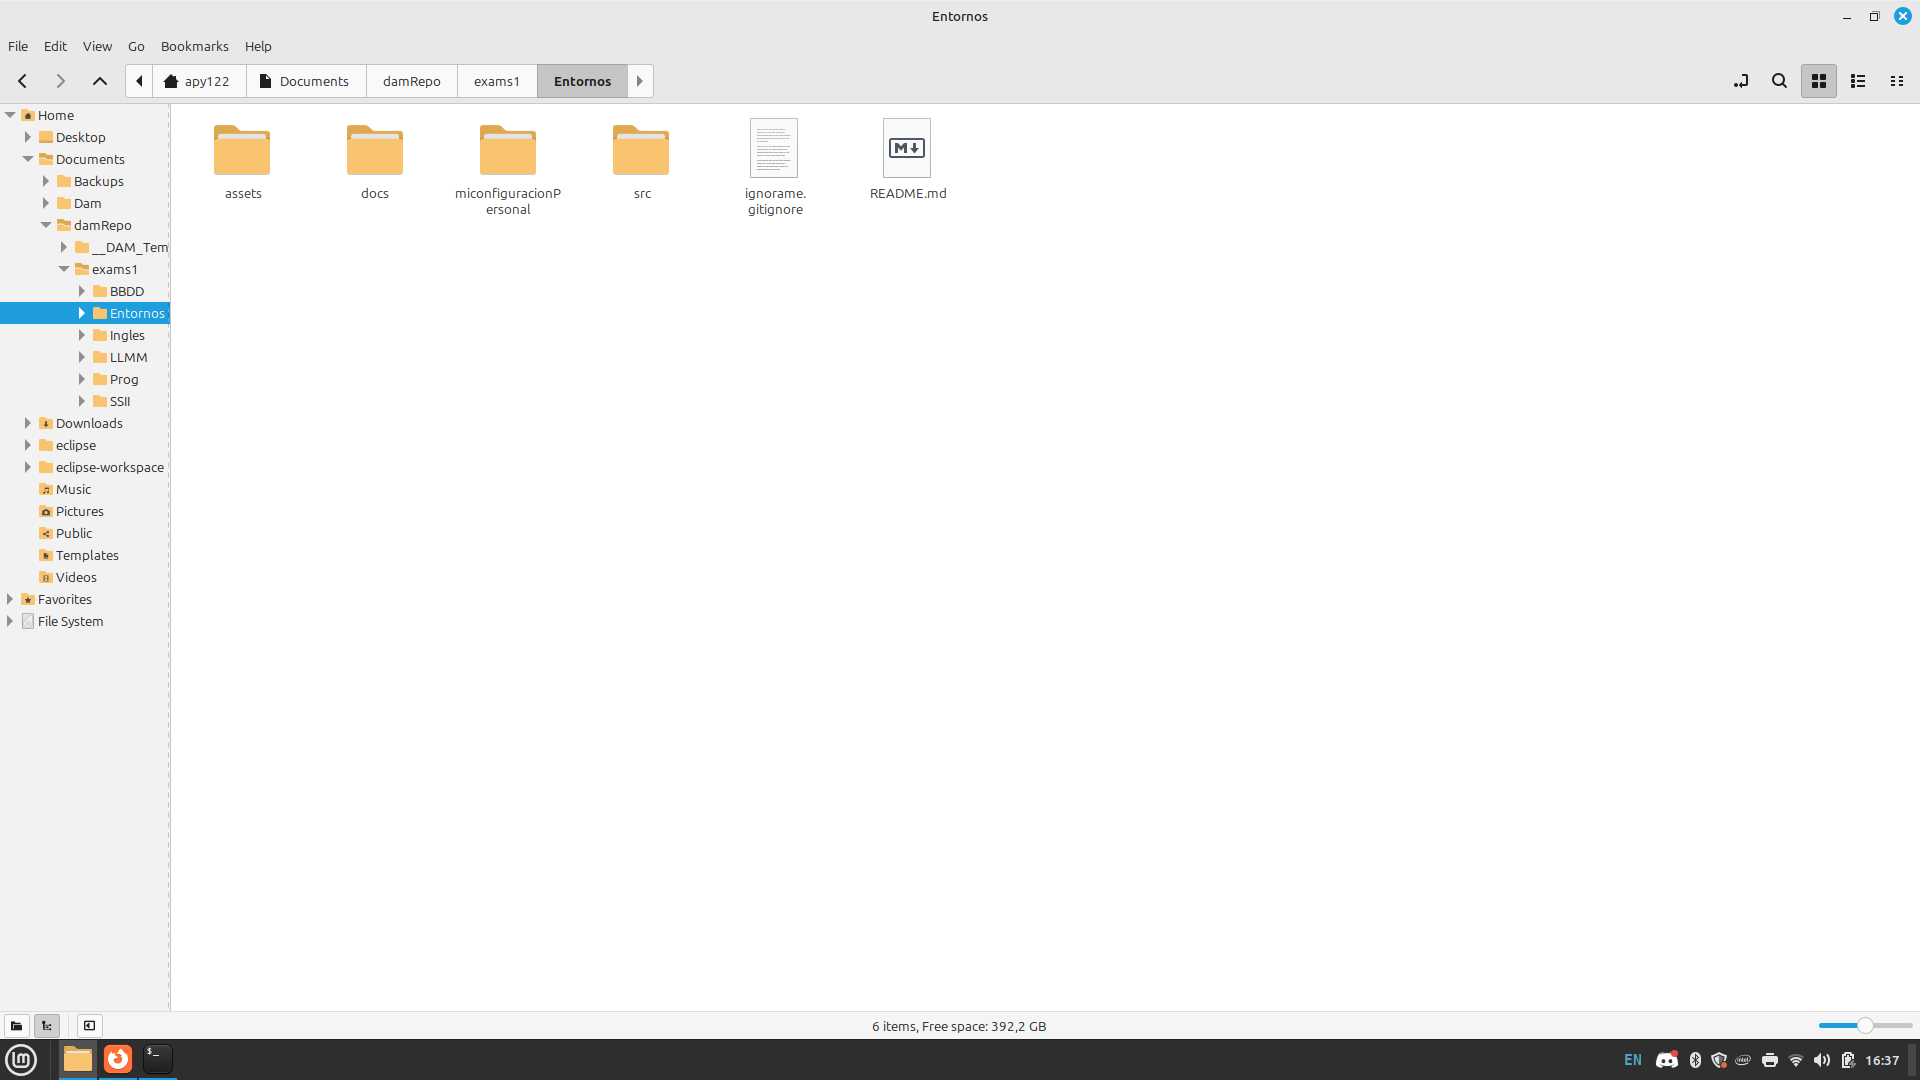 Entornos
File Edit View Go Bookmarks Help
apy122 Documents damRepo exams1 Entornos
Home
Desktop
Documents
Backups
Dam
damRepo
__DAM_Tem
exams1
BBDD
Entornos
Ingles
LLMM
Prog
SSII
Downloads
eclipse
eclipse-workspace
Music
Pictures
Public
Templates
Videos
Favorites
File System
assets
docs
miconfiguracionP
ersonal
src
ignorame.
gitignore
README.md
6 items, Free space: 392,2 GB
EN
16:37